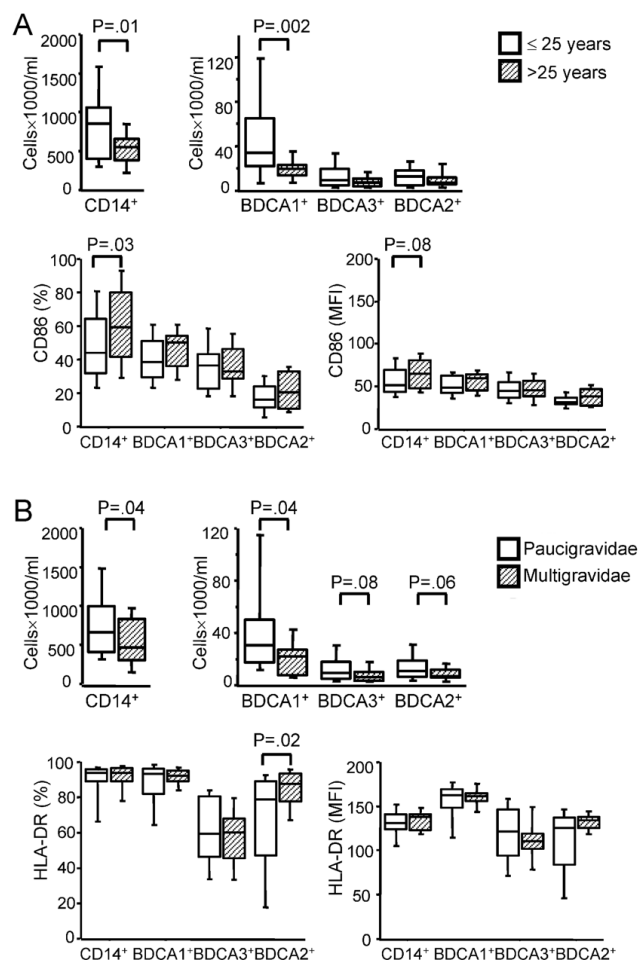 A
P=.01
Cells×1000/ml
2000
1500
1000
500
0
CD14⁺
P=.002
Cells×1000/ml
120
80
40
0
BDCA1⁺ BDCA3⁺ BDCA2⁺
≤ 25 years
>25 years
P=.03
CD86 (%)
100
80
60
40
20
0
CD14⁺ BDCA1⁺BDCA3⁺BDCA2⁺
P=.08
CD86 (MFI)
200
150
100
50
0
CD14⁺ BDCA1⁺BDCA3⁺BDCA2⁺
B
P=.04
Cells×1000/ml
2000
1500
1000
500
0
CD14⁺
P=.04
P=.08
P=.06
Cells×1000/ml
120
80
40
0
BDCA1⁺ BDCA3⁺ BDCA2⁺
Paucigravidae
Multigravidae
P=.02
HLA-DR (%)
100
80
60
40
20
0
CD14⁺ BDCA1⁺BDCA3⁺BDCA2⁺
HLA-DR (MFI)
200
150
100
50
0
CD14⁺ BDCA1⁺BDCA3⁺BDCA2⁺